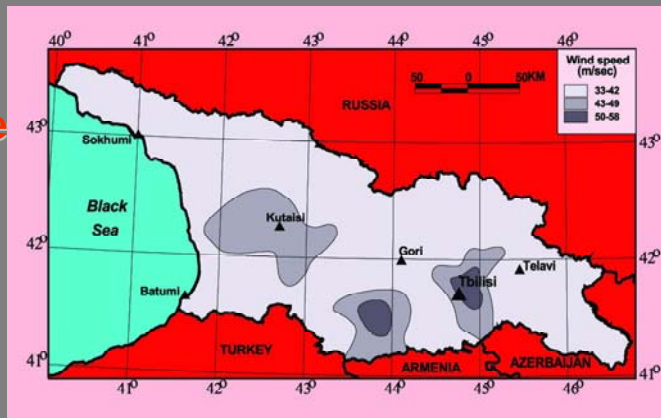 40° 41° 42° 43° 44° 45° 46°
Wind speed
(m/sec)
33-42
43-49
50-58
50 0 50KM
RUSSIA
43° 43°
Sokhumi
e
Black
Sea
Kutaisi
42° 42°
Gori
Telavi
Tbilisi
Batumi
TURKEY
ARMENIA
AZERBAIJAN
41° 41°
41° 42° 43° 44° 45° 46°